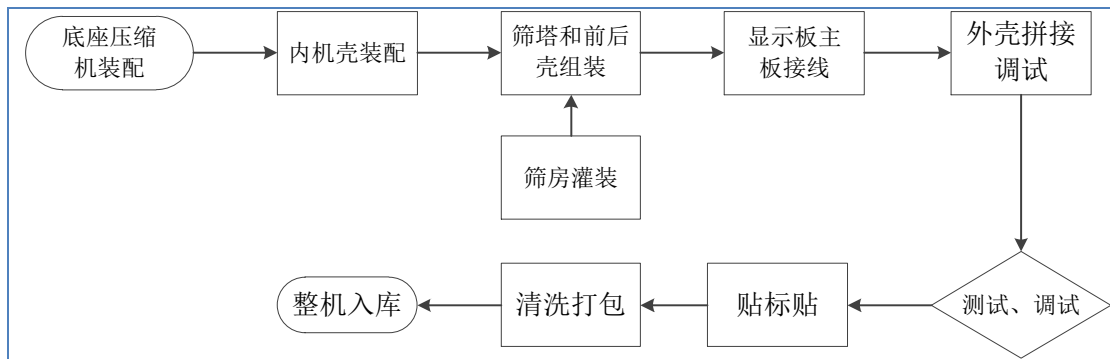 底座压缩
机装配
内机壳装配
筛塔和前后
壳组装
显示板主
板接线
外壳拼接
调试
筛房灌装
测试、调试
贴标贴
清洗打包
整机入库